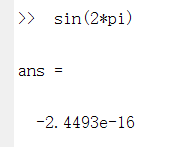 >> sin(2*pi)
ans =
-2.4493e-16